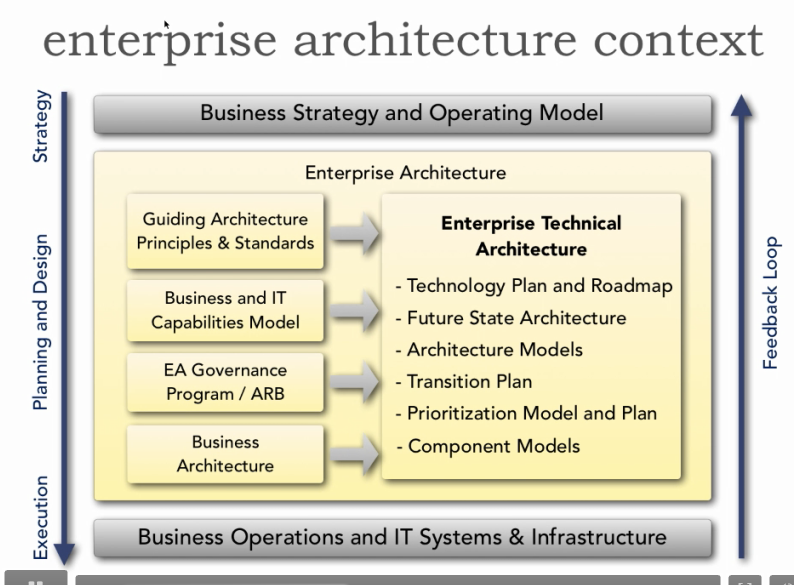 enterprise architecture context
Strategy
Planning and Design
Execution
Business Strategy and Operating Model
Enterprise Architecture
Guiding Architecture
Principles & Standards
Business and IT
Capabilities Model
EA Governance
Program / ARB
Business
Architecture
Enterprise Technical
Architecture
- Technology Plan and Roadmap
- Future State Architecture
- Architecture Models
- Transition Plan
- Prioritization Model and Plan
- Component Models
Business Operations and IT Systems & Infrastructure
Feedback Loop